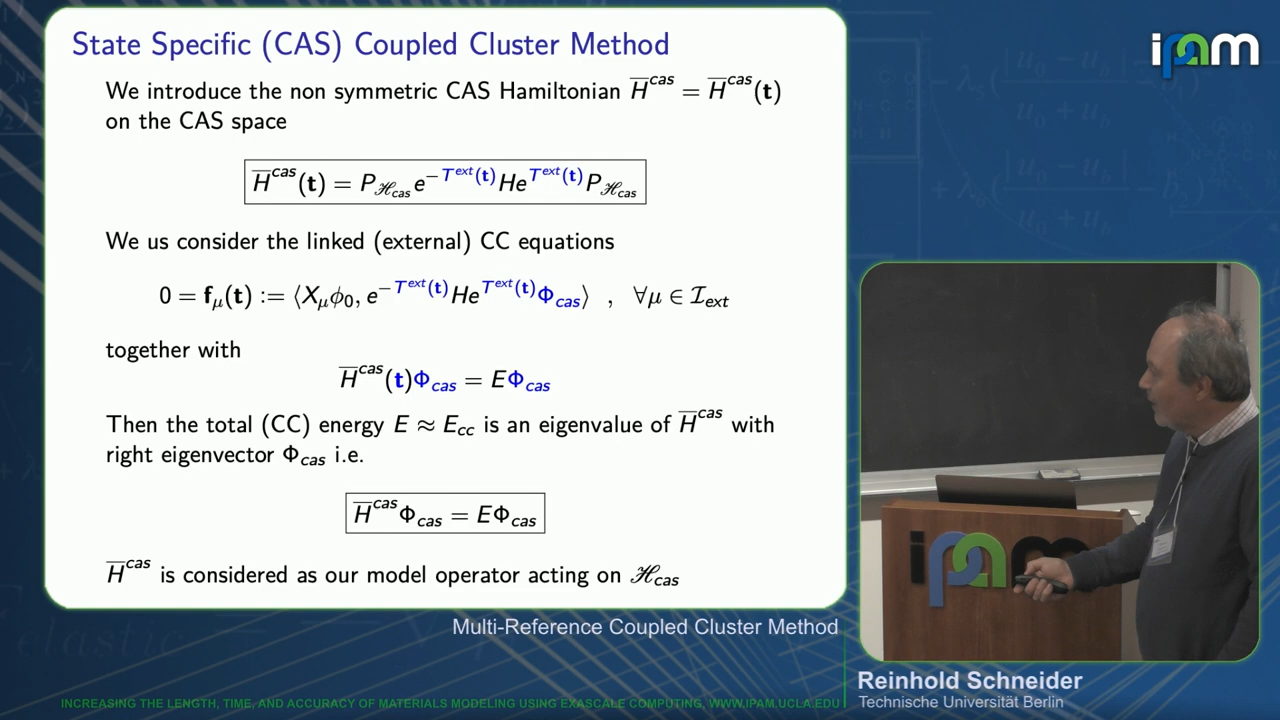 State Specific (CAS) Coupled Cluster Method
We introduce the non symmetric CAS Hamiltonian H̅^cas = H̅^cas(t)
on the CAS space
H̅^cas(t) = P_ℋcas e^{-T^ext(t)} H e^{T^ext(t)} P_ℋcas
We us consider the linked (external) CC equations
0 = f_μ(t) := ⟨X_μ ϕ_0, e^{-T^ext(t)} H e^{T^ext(t)} Φ_cas⟩ , ∀μ ∈ ℐ_ext
together with
H̅^cas(t)Φ_cas = EΦ_cas
Then the total (CC) energy E ≈ E_cc is an eigenvalue of H̅^cas with
right eigenvector Φ_cas i.e.
H̅^cas Φ_cas = EΦ_cas
H̅^cas is considered as our model operator acting on ℋ_cas
ipam
ipam
Multi-Reference Coupled Cluster Method
Reinhold Schneider
Technische Universität Berlin
INCREASING THE LENGTH, TIME, AND ACCURACY OF MATERIALS MODELING USING EXASCALE COMPUTING, WWW.IPAM.UCLA.EDU